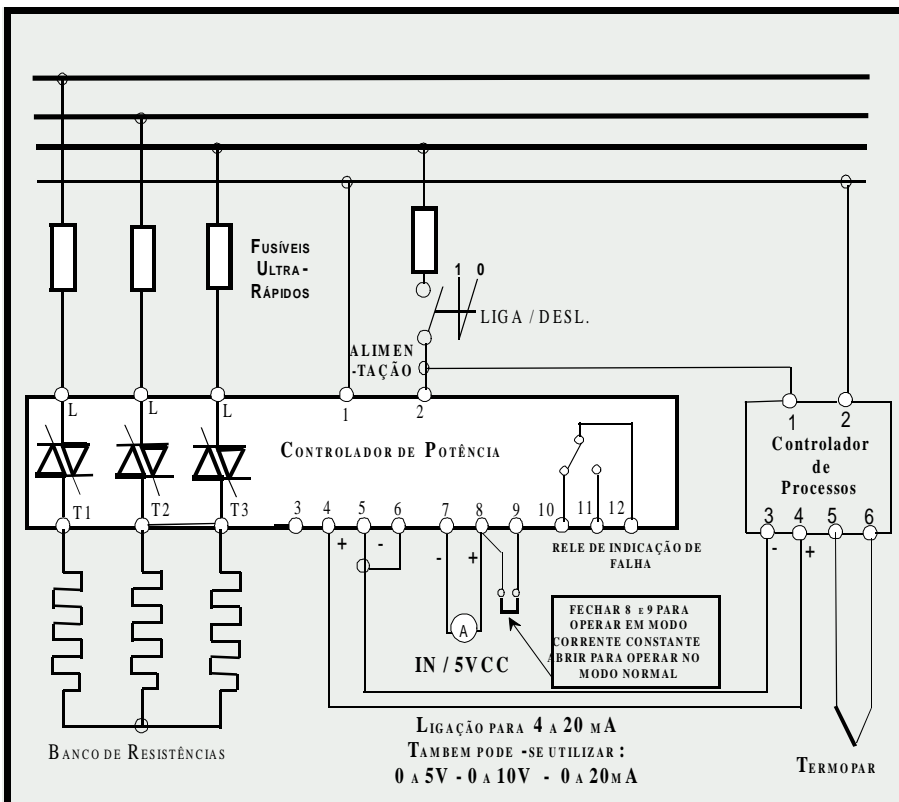 FUSÍVEIS
ULTRA-
RÁPIDOS
1 0
LIGA / DESL.
ALIMEN
-TAÇÃO
L L L 1 2
CONTROLADOR DE POTÊNCIA
T1 T2 T3 3 4 5 6 7 8 9 10 11 12
+ - - +
RELE DE INDICAÇÃO DE
FALHA
1 2
Controlador
de
Processos
3 4 5 6
- +
A
IN / 5VCC
FECHAR 8 E 9 PARA
OPERAR EM MODO
CORRENTE CONSTANTE
ABRIR PARA OPERAR NO
MODO NORMAL
BANCO DE RESISTÊNCIAS
LIGAÇÃO PARA 4 A 20 MA
TAMBEM PODE -SE UTILIZAR :
0 A 5V - 0 A 10V - 0 A 20MA
TERMOPAR